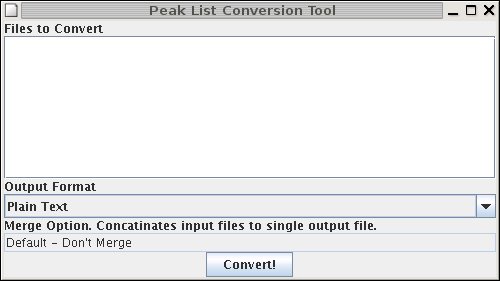 Peak List Conversion Tool
Files to Convert
Output Format
Plain Text
Merge Option. Concatinates input files to single output file.
Default - Don't Merge
Convert!